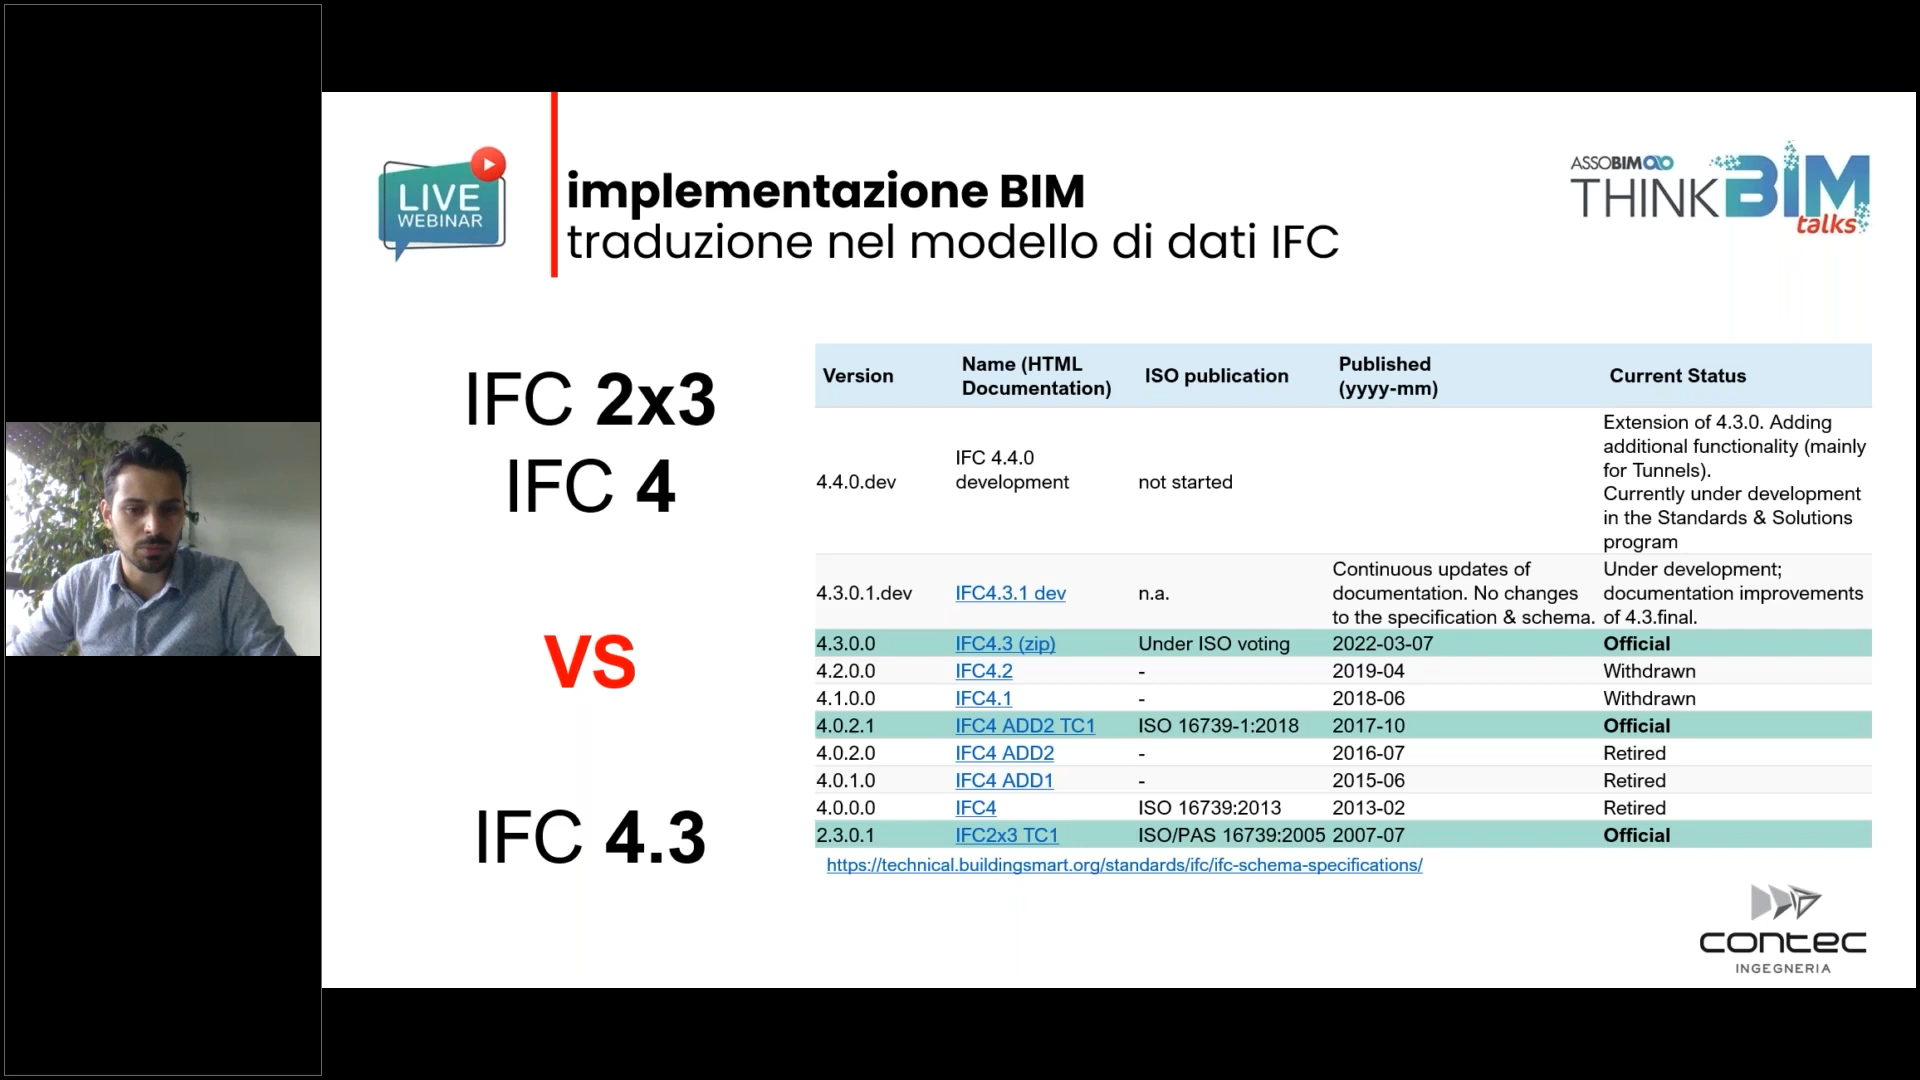 LIVE
WEBINAR
implementazione BIM
traduzione nel modello di dati IFC
ASSOBIM
THINKBIM
talks
IFC 2x3
IFC 4
VS
IFC 4.3
Version Name (HTML Documentation) ISO publication Published (yyyy-mm) Current Status
4.4.0.dev IFC 4.4.0 development not started Extension of 4.3.0. Adding additional functionality (mainly for Tunnels). Currently under development in the Standards & Solutions program
4.3.0.1.dev IFC4.3.1 dev n.a. Continuous updates of documentation. No changes to the specification & schema. Under development; documentation improvements of 4.3.final.
4.3.0.0 IFC4.3 (zip) Under ISO voting 2022-03-07 Official
4.2.0.0 IFC4.2 - 2019-04 Withdrawn
4.1.0.0 IFC4.1 - 2018-06 Withdrawn
4.0.2.1 IFC4 ADD2 TC1 ISO 16739-1:2018 2017-10 Official
4.0.2.0 IFC4 ADD2 - 2016-07 Retired
4.0.1.0 IFC4 ADD1 - 2015-06 Retired
4.0.0.0 IFC4 ISO 16739:2013 2013-02 Retired
2.3.0.1 IFC2x3 TC1 ISO/PAS 16739:2005 2007-07 Official
https://technical.buildingsmart.org/standards/ifc/ifc-schema-specifications/
contec
INGEGNERIA